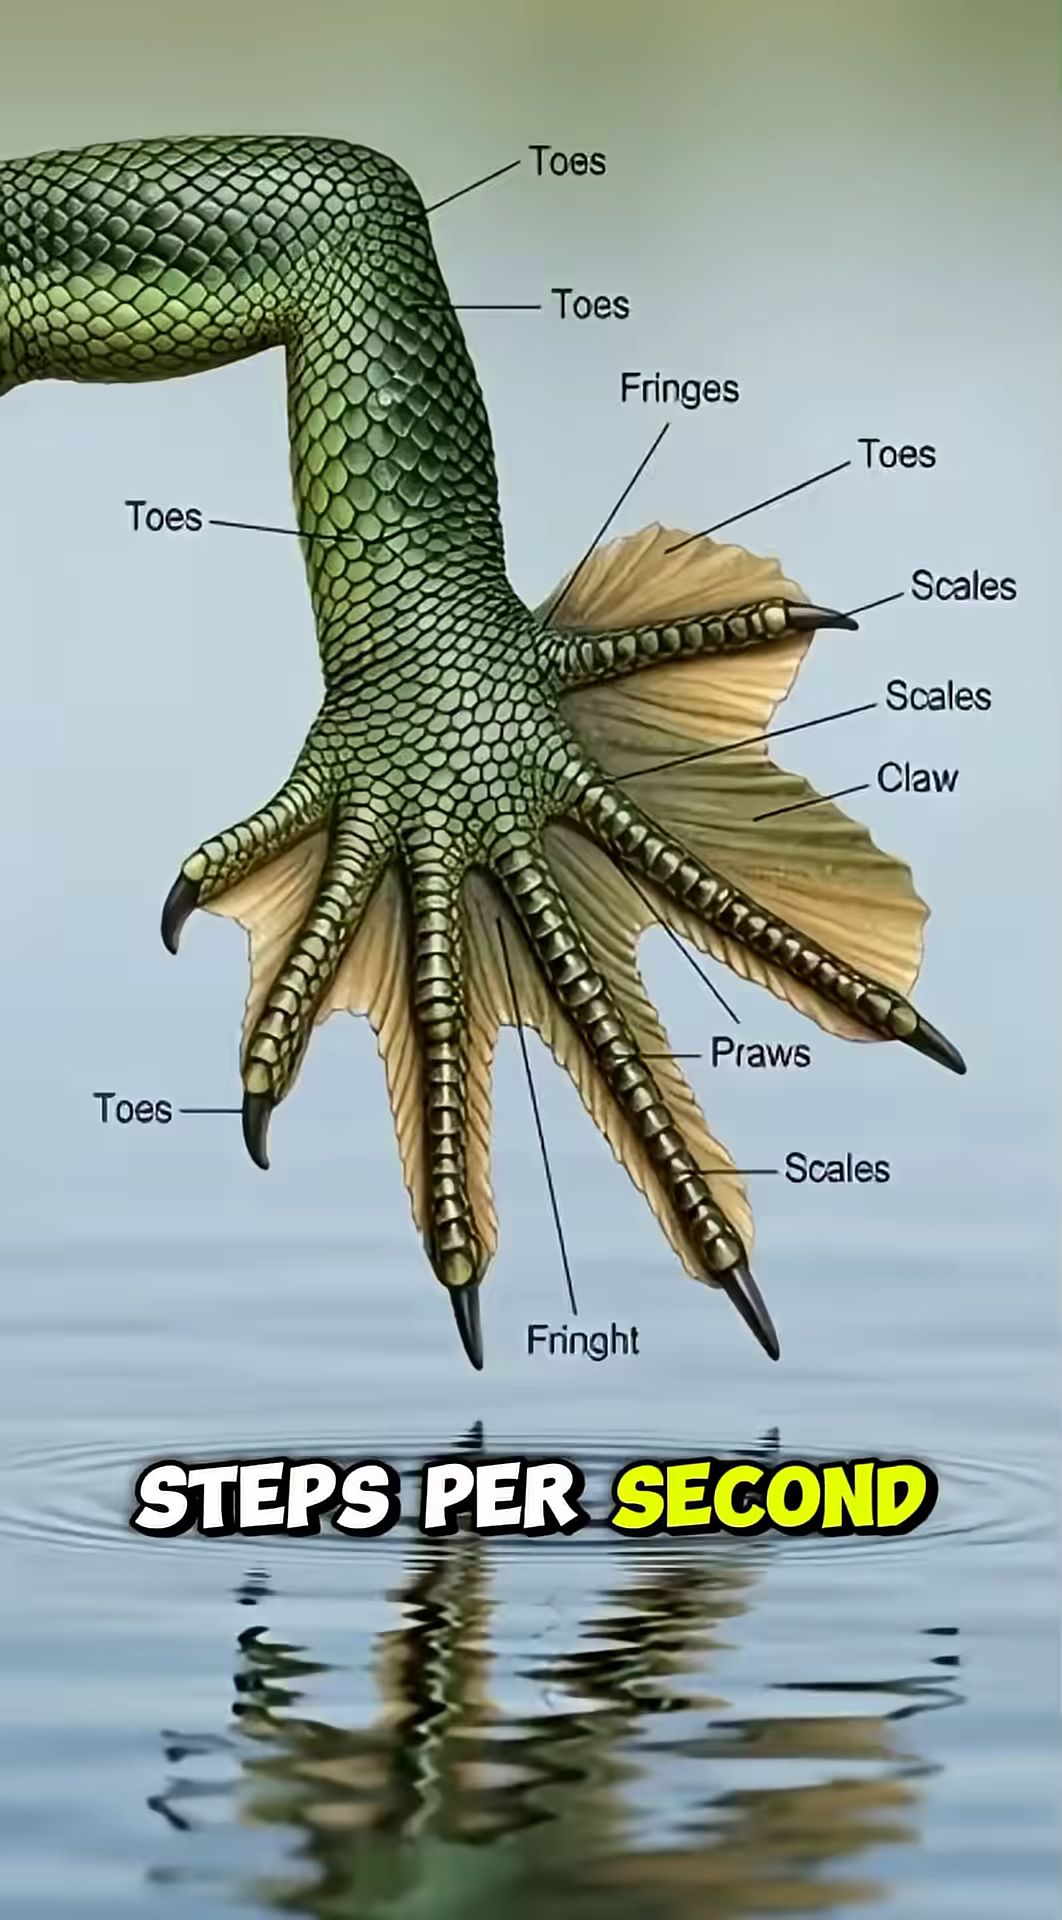 Toes
Toes
Fringes
Toes
Toes
Scales
Scales
Claw
Praws
Toes
Scales
Fringht
STEPS PER SECOND